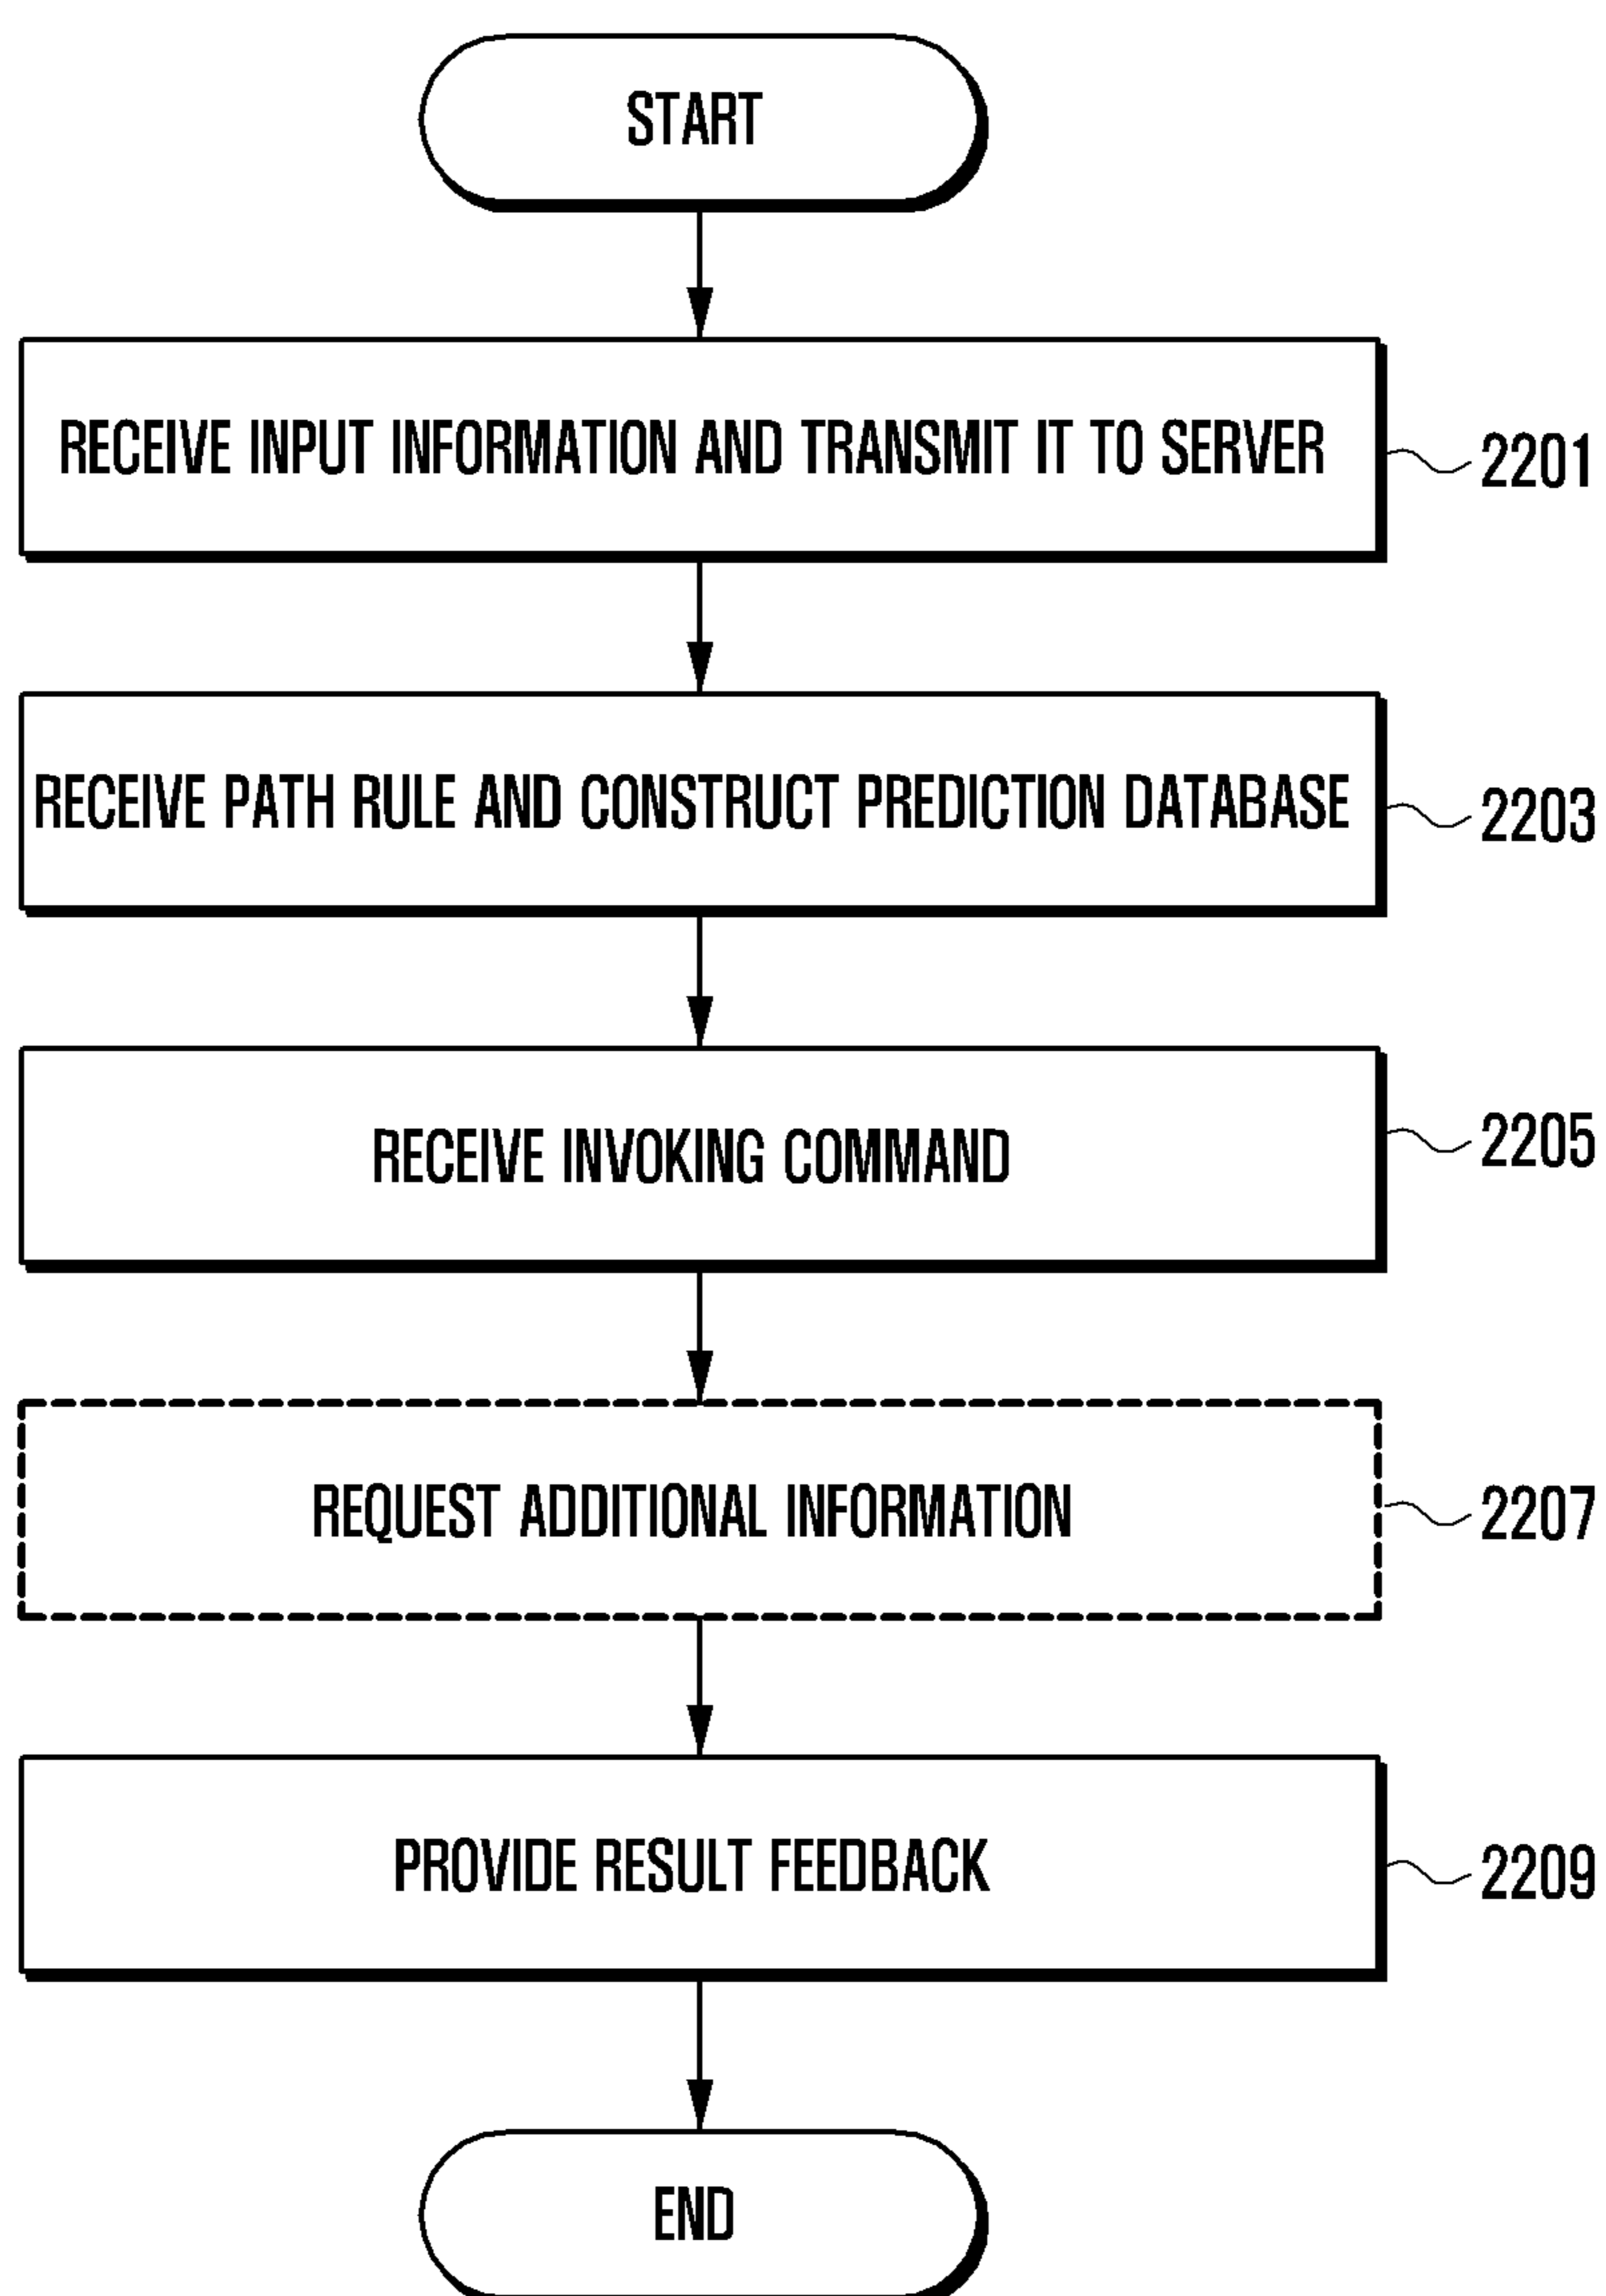 START
RECEIVE INPUT INFORMATION AND TRANSMIT IT TO SERVER
2201
RECEIVE PATH RULE AND CONSTRUCT PREDICTION DATABASE
2203
RECEIVE INVOKING COMMAND
2205
REQUEST ADDITIONAL INFORMATION
2207
PROVIDE RESULT FEEDBACK
2209
END